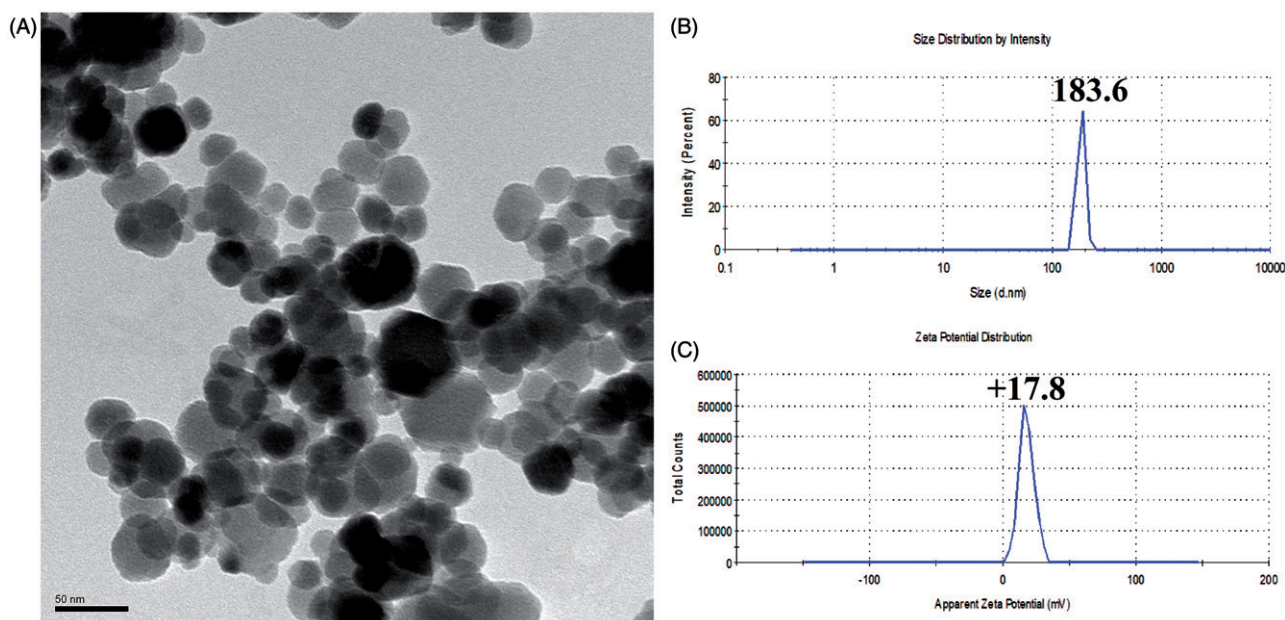 (A)
50 nm
(B)
Size Distribution by Intensity
183.6
Intensity (Percent)
80
60
40
20
0
0.1 1 10 100 1000 10000
Size (d.nm)
(C)
Zeta Potential Distribution
+17.8
Total Counts
600000
500000
400000
300000
200000
100000
0
-100 0 100 200
Apparent Zeta Potential (mV)